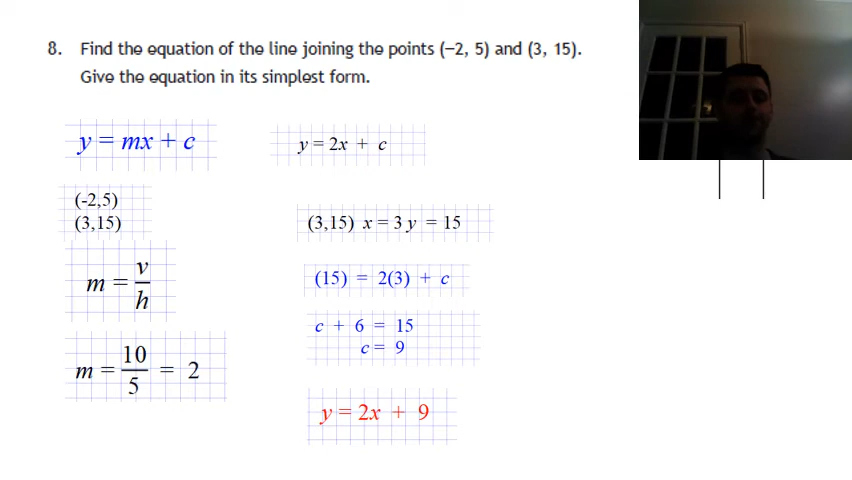 8. Find the equation of the line joining the points (−2, 5) and (3, 15).
Give the equation in its simplest form.
y = mx + c
(-2,5)
(3,15)
m = v/h
m = 10/5 = 2
y = 2x + c
(3,15) x = 3 y = 15
(15) = 2(3) + c
c + 6 = 15
c = 9
y = 2x + 9